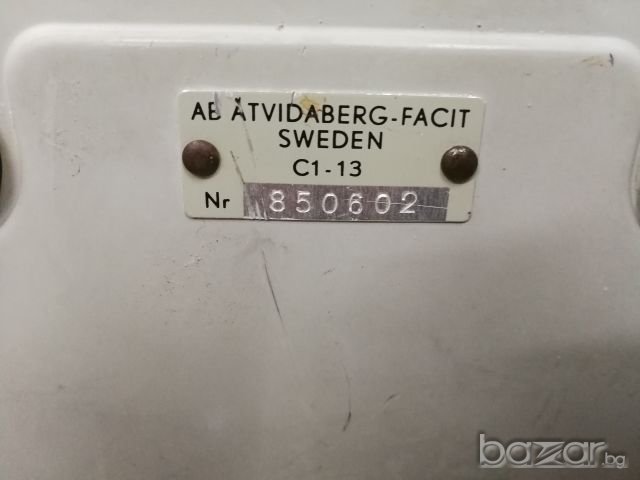 AB ÅTVIDABERG-FACIT
SWEDEN
C1-13
Nr 850602
bazar.bg